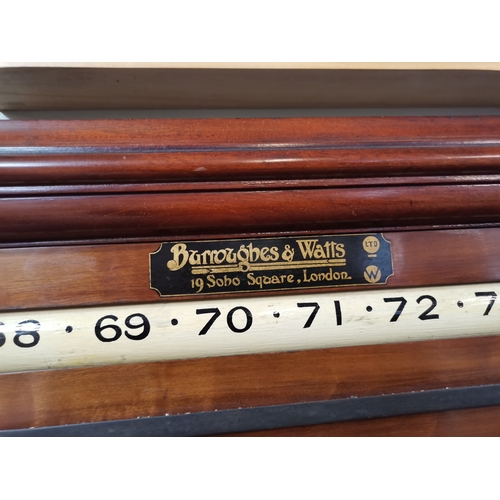 Burroughes & Watts LTD
19 Soho Square, London. W
68 · 69 · 70 · 71 · 72 · 7